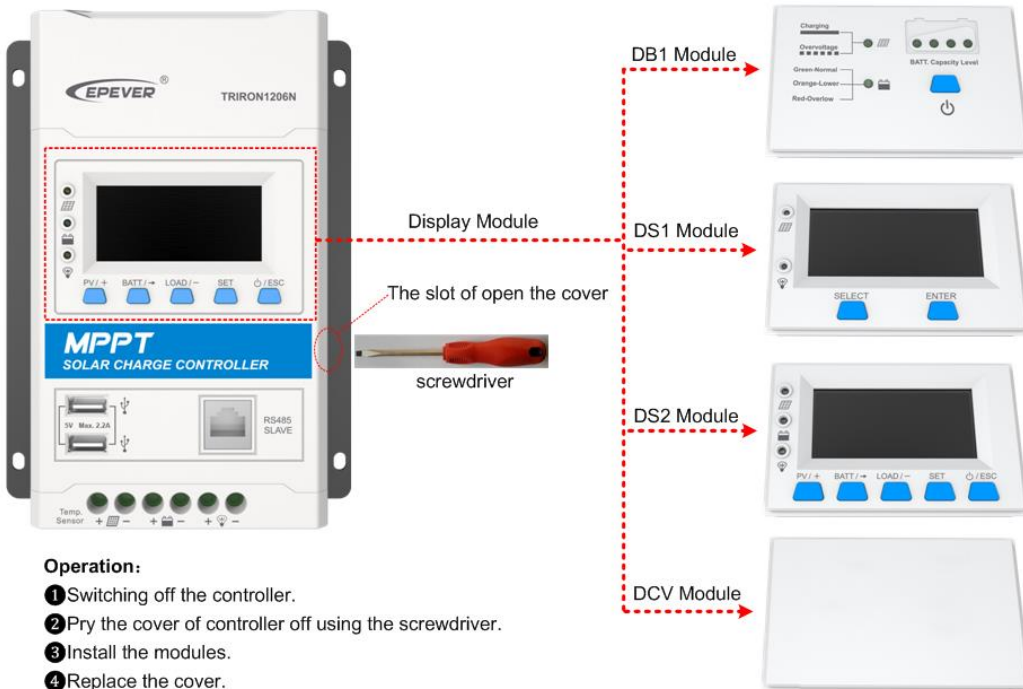 EPEVER®
TRIRON1206N
PV/+ BATT/→ LOAD/− SET ⏻/ESC
MPPT
SOLAR CHARGE CONTROLLER
5V Max. 2.2A
RS485
SLAVE
Temp.
Sensor + − + − + −
Display Module
The slot of open the cover
screwdriver
DB1 Module
Charging
Overvoltage
Green-Normal
Orange-Lower
Red-Overlow
BATT. Capacity Level
DS1 Module
SELECT ENTER
DS2 Module
PV/+ BATT/→ LOAD/− SET ⏻/ESC
DCV Module
Operation:
❶Switching off the controller.
❷Pry the cover of controller off using the screwdriver.
❸Install the modules.
❹Replace the cover.